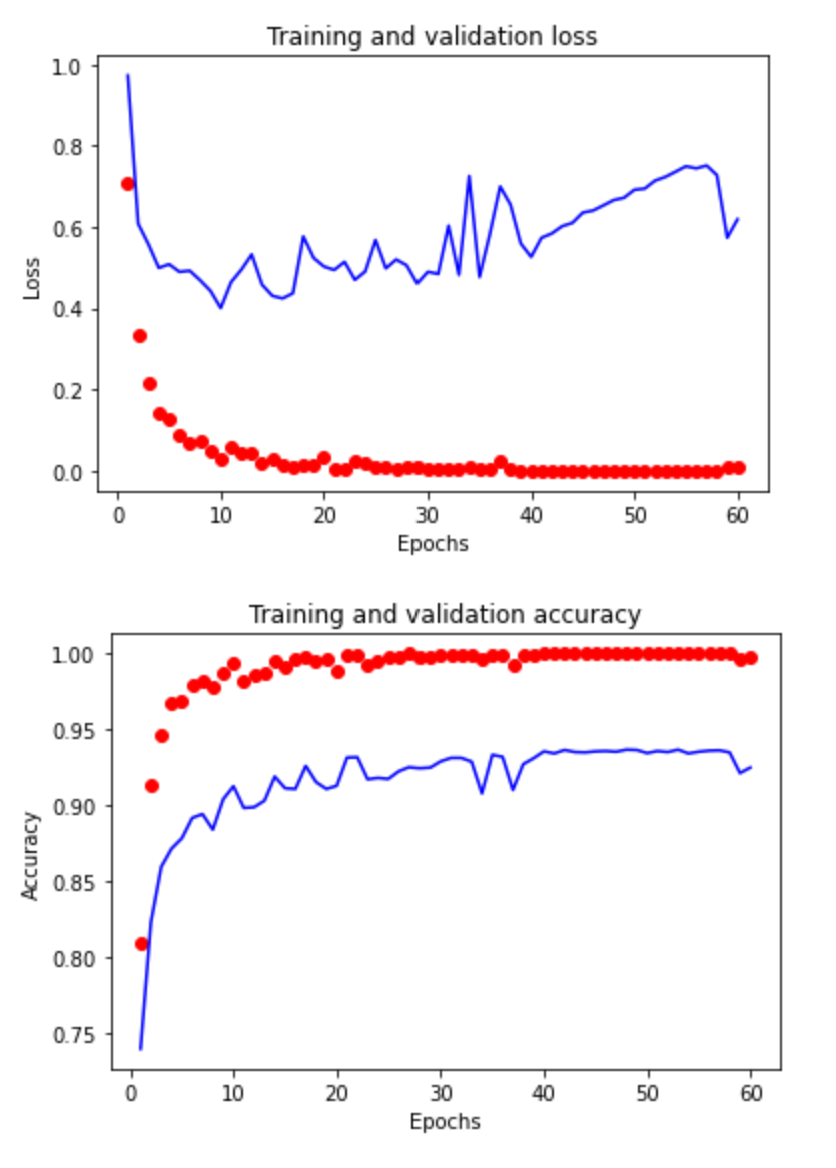 Training and validation loss
1.0
0.8
0.6
0.4
0.2
0.0
Loss
0 10 20 30 40 50 60
Epochs
Training and validation accuracy
1.00
0.95
0.90
0.85
0.80
0.75
Accuracy
0 10 20 30 40 50 60
Epochs